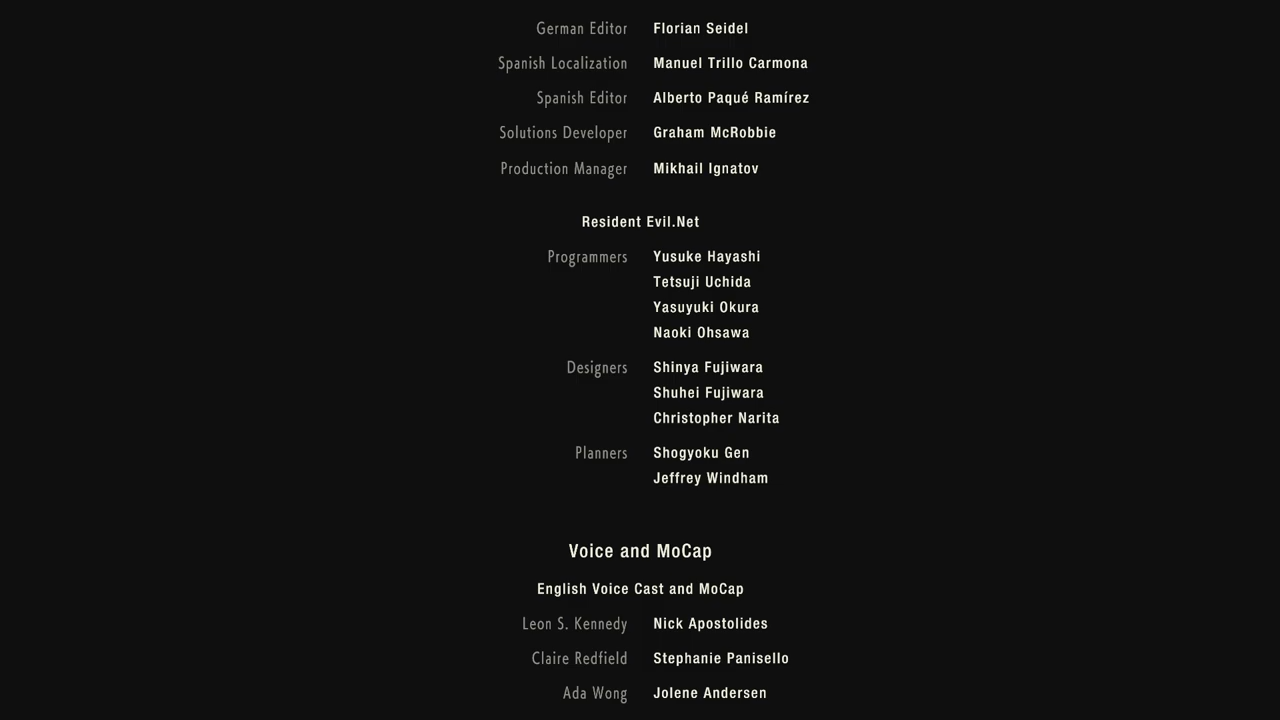 German Editor Florian Seidel
Spanish Localization Manuel Trillo Carmona
Spanish Editor Alberto Paqué Ramírez
Solutions Developer Graham McRobbie
Production Manager Mikhail Ignatov
Resident Evil.Net
Programmers Yusuke Hayashi
Tetsuji Uchida
Yasuyuki Okura
Naoki Ohsawa
Designers Shinya Fujiwara
Shuhei Fujiwara
Christopher Narita
Planners Shogyoku Gen
Jeffrey Windham
Voice and MoCap
English Voice Cast and MoCap
Leon S. Kennedy Nick Apostolides
Claire Redfield Stephanie Panisello
Ada Wong Jolene Andersen